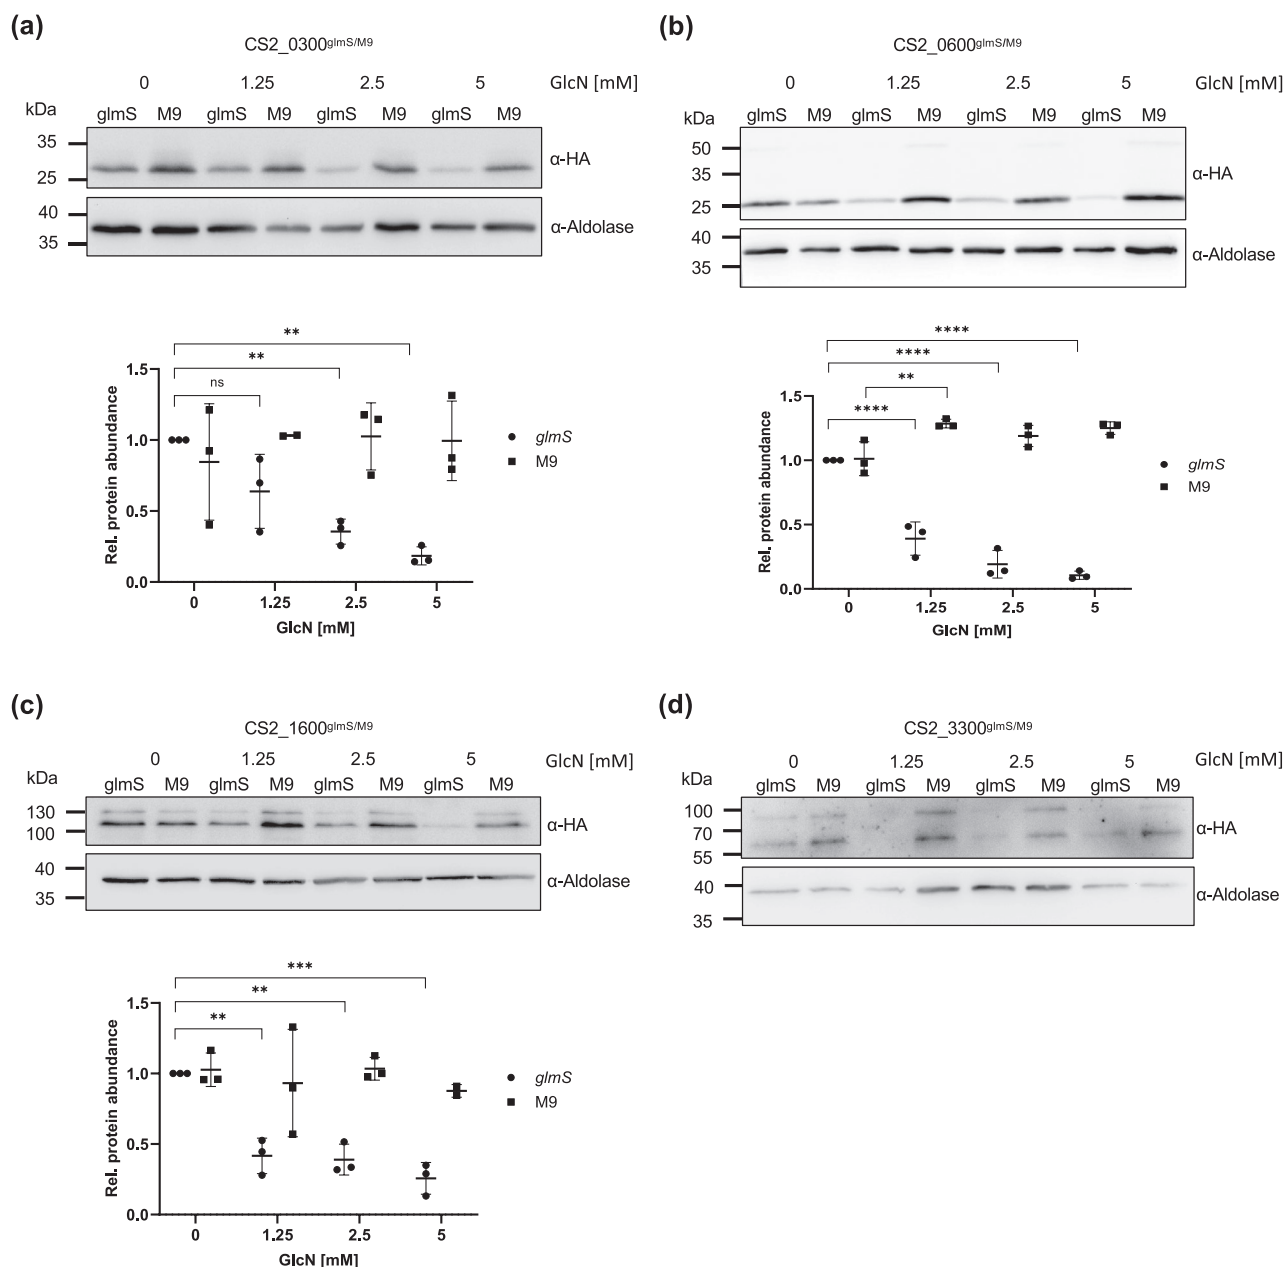 (a)
CS2_0300glmS/M9
0 1.25 2.5 5 GlcN [mM]
kDa glmS M9 glmS M9 glmS M9 glmS M9
35
25
α-HA
40
35
α-Aldolase
**
**
ns
1.5
1.0
0.5
0.0
Rel. protein abundance
0 1.25 2.5 5
GlcN [mM]
glmS
M9
(b)
CS2_0600glmS/M9
0 1.25 2.5 5 GlcN [mM]
kDa glmS M9 glmS M9 glmS M9 glmS M9
50
35
25
α-HA
40
35
α-Aldolase
****
****
**
****
1.5
1.0
0.5
0.0
Rel. protein abundance
0 1.25 2.5 5
GlcN [mM]
glmS
M9
(c)
CS2_1600glmS/M9
0 1.25 2.5 5 GlcN [mM]
kDa glmS M9 glmS M9 glmS M9 glmS M9
130
100
α-HA
40
35
α-Aldolase
***
**
**
1.5
1.0
0.5
0.0
Rel. protein abundance
0 1.25 2.5 5
GlcN [mM]
glmS
M9
(d)
CS2_3300glmS/M9
0 1.25 2.5 5 GlcN [mM]
kDa glmS M9 glmS M9 glmS M9 glmS M9
100
70
55
α-HA
40
35
α-Aldolase